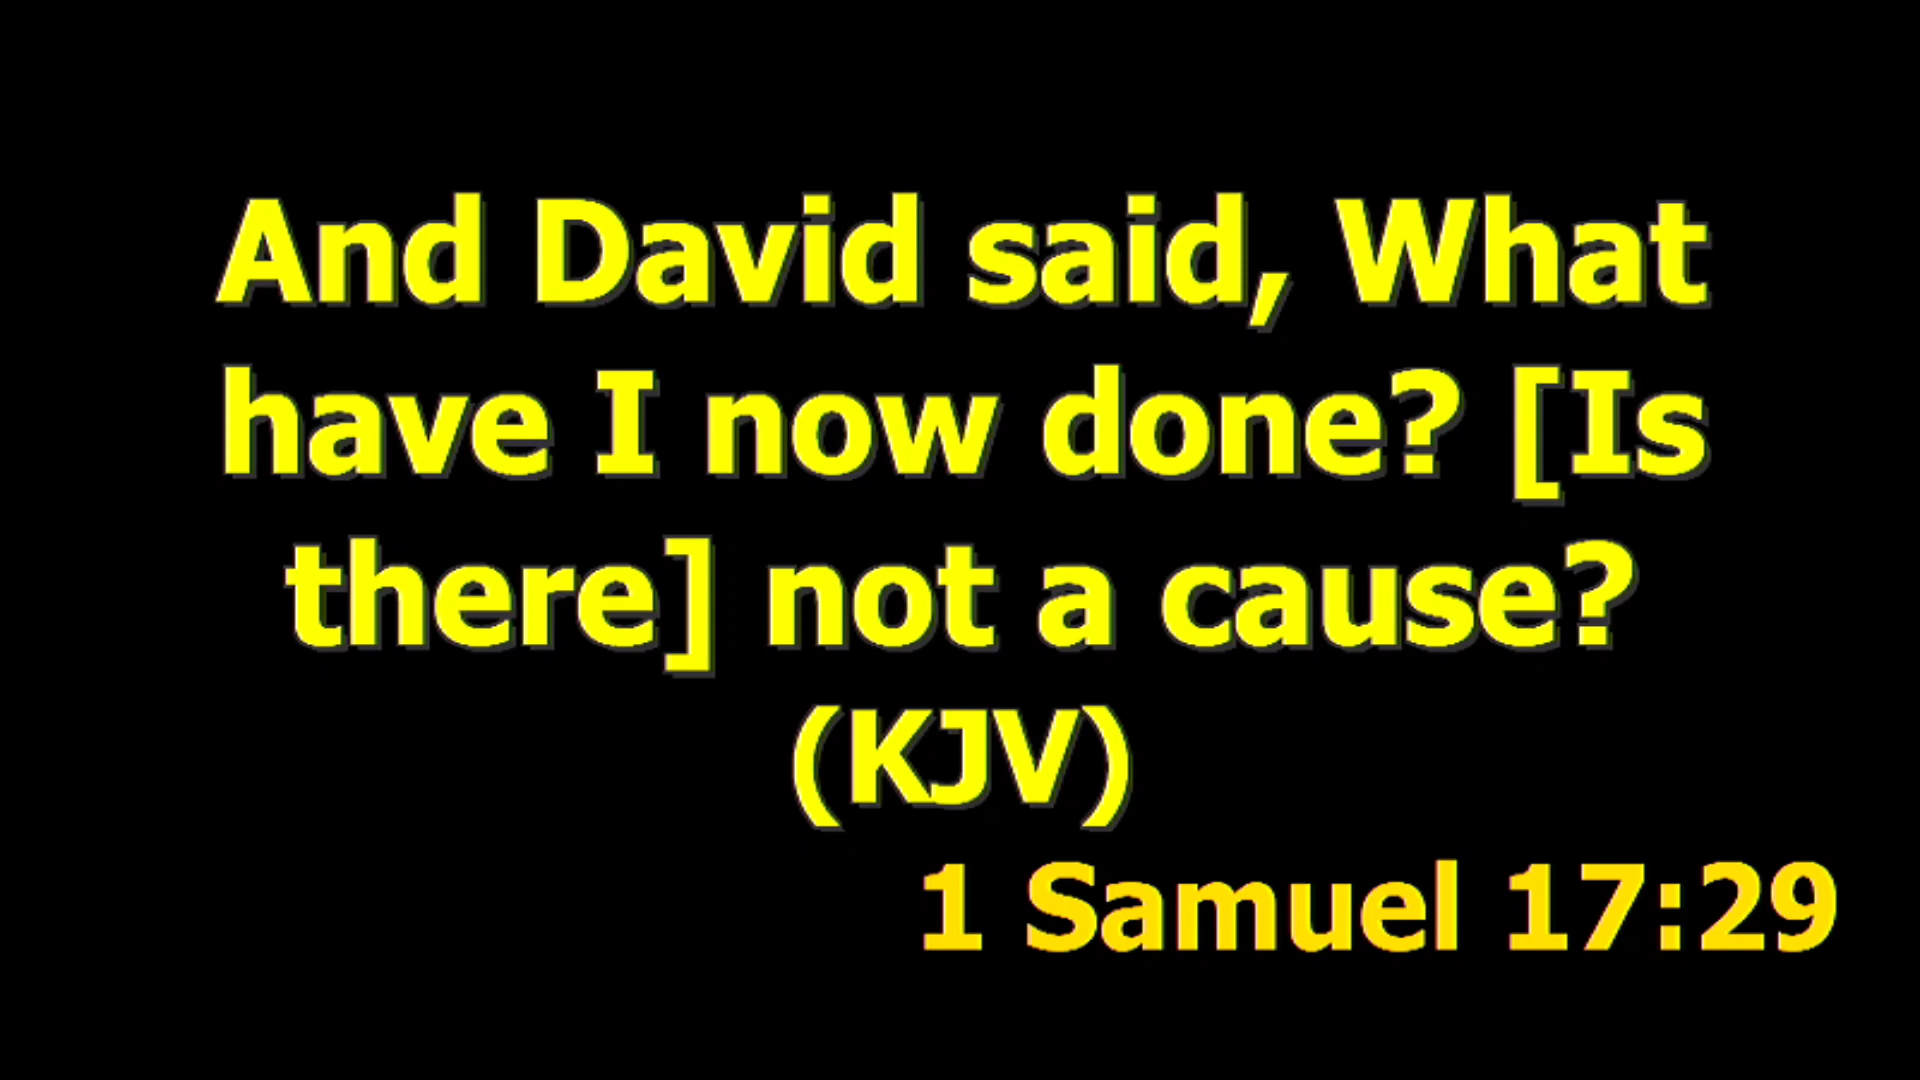 And David said, What
have I now done? [Is
there] not a cause?
(KJV)
1 Samuel 17:29